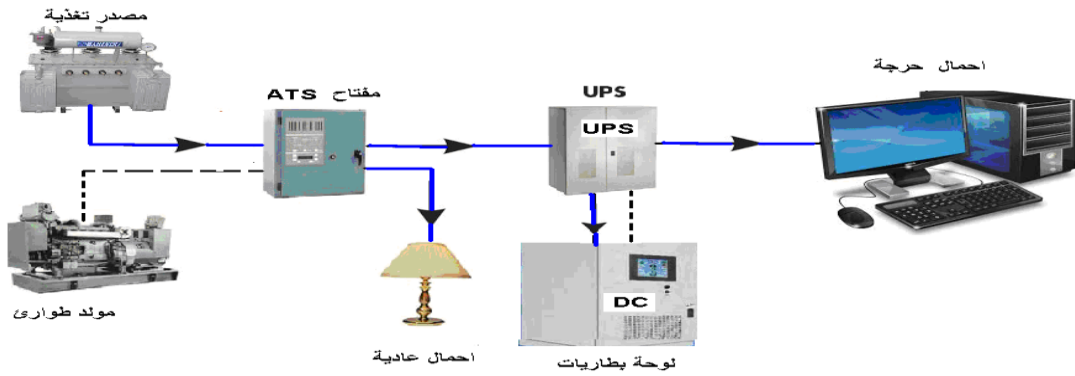 مصدر تغذية
مفتاح ATS
UPS
UPS
احمال حرجة
مولد طوارئ
DC
احمال عادية
لوحة بطاريات